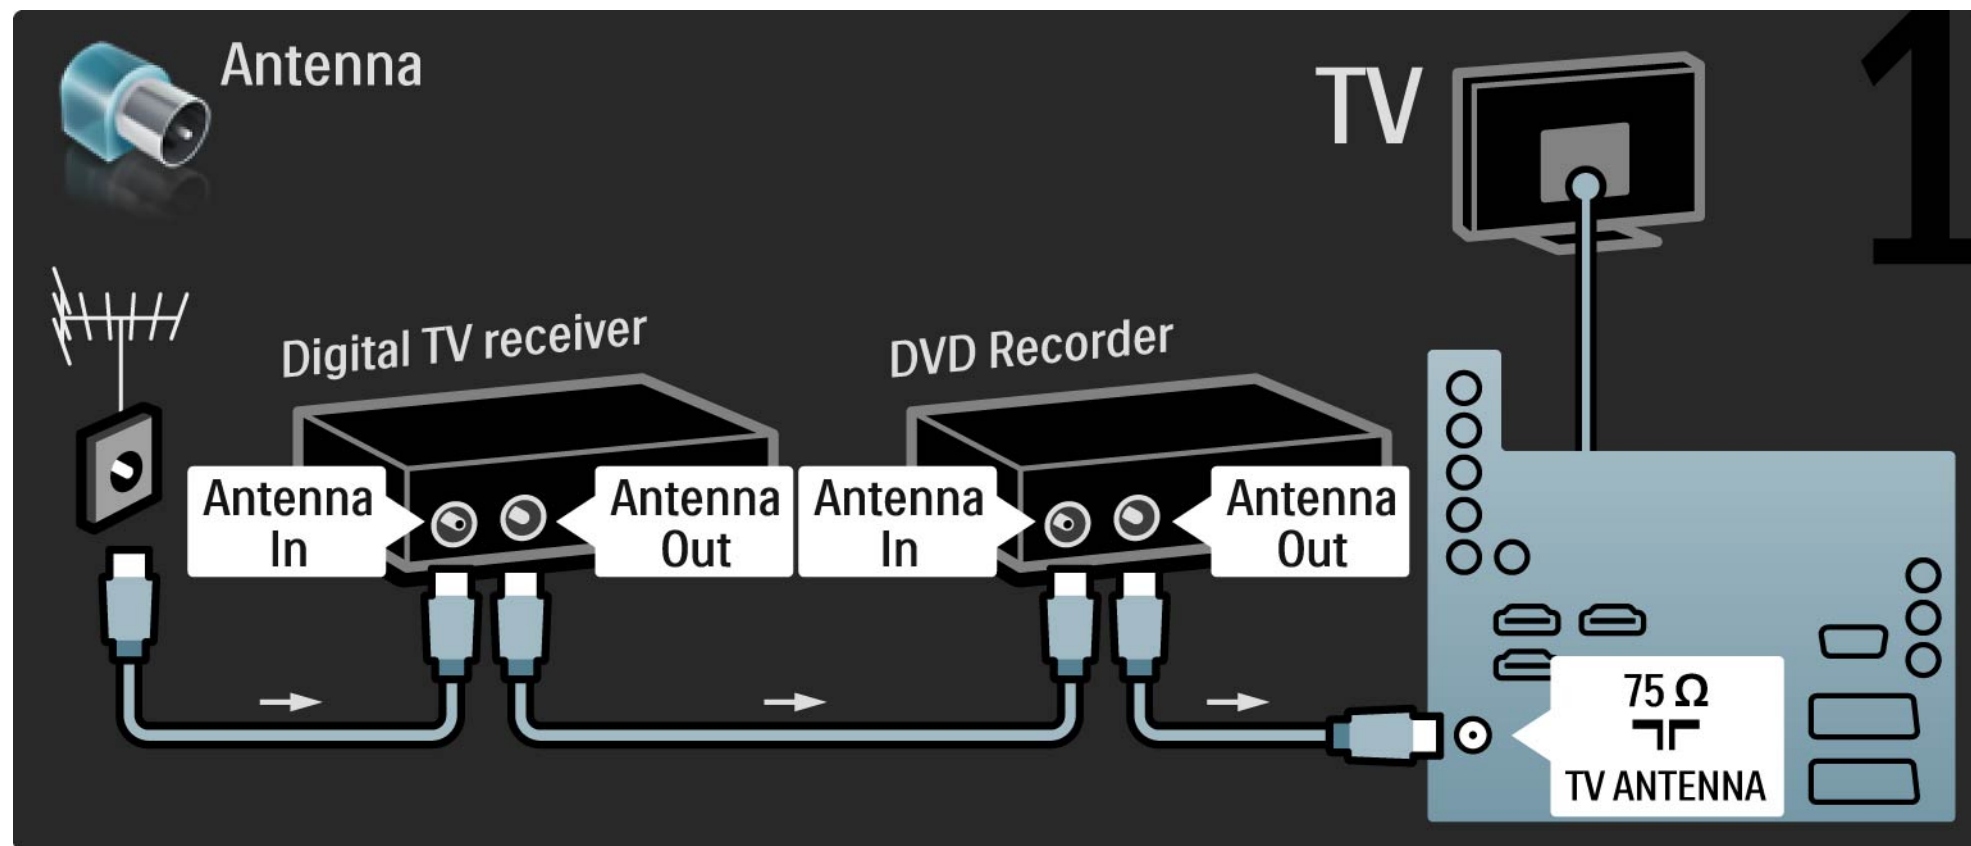 Antenna
TV
1
Digital TV receiver
DVD Recorder
Antenna
In
Antenna
Out
Antenna
In
Antenna
Out
75 Ω
TV ANTENNA